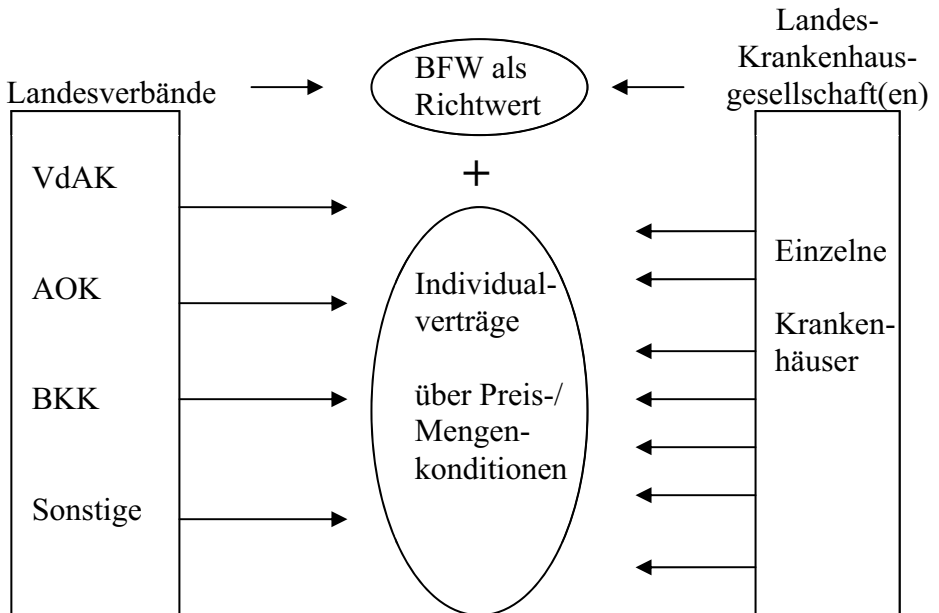 Landesverbände
VdAK
AOK
BKK
Sonstige
BFW als
Richtwert
+
Individual-
verträge
über Preis-/
Mengen-
konditionen
Landes-
Krankenhaus-
gesellschaft(en)
Einzelne
Kranken-
häuser